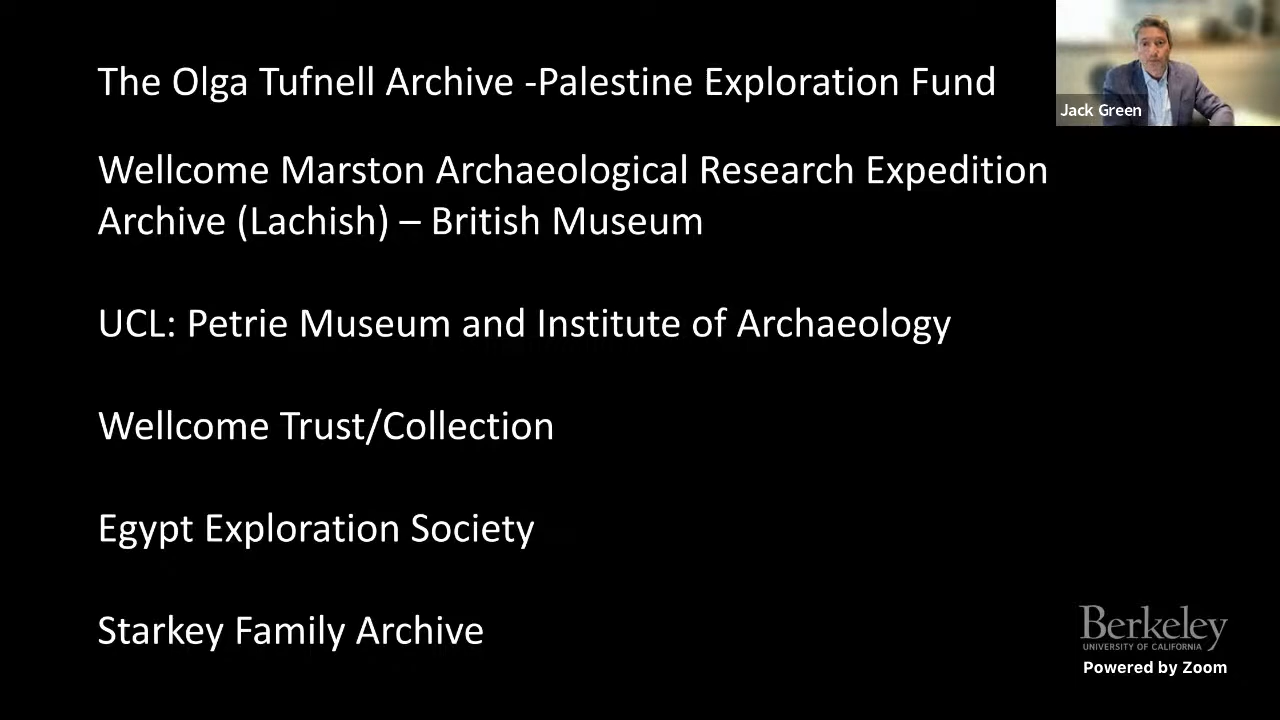 The Olga Tufnell Archive -Palestine Exploration Fund
Jack Green
Wellcome Marston Archaeological Research Expedition
Archive (Lachish) – British Museum
UCL: Petrie Museum and Institute of Archaeology
Wellcome Trust/Collection
Egypt Exploration Society
Starkey Family Archive
Berkeley
UNIVERSITY OF CALIFORNIA
Powered by Zoom